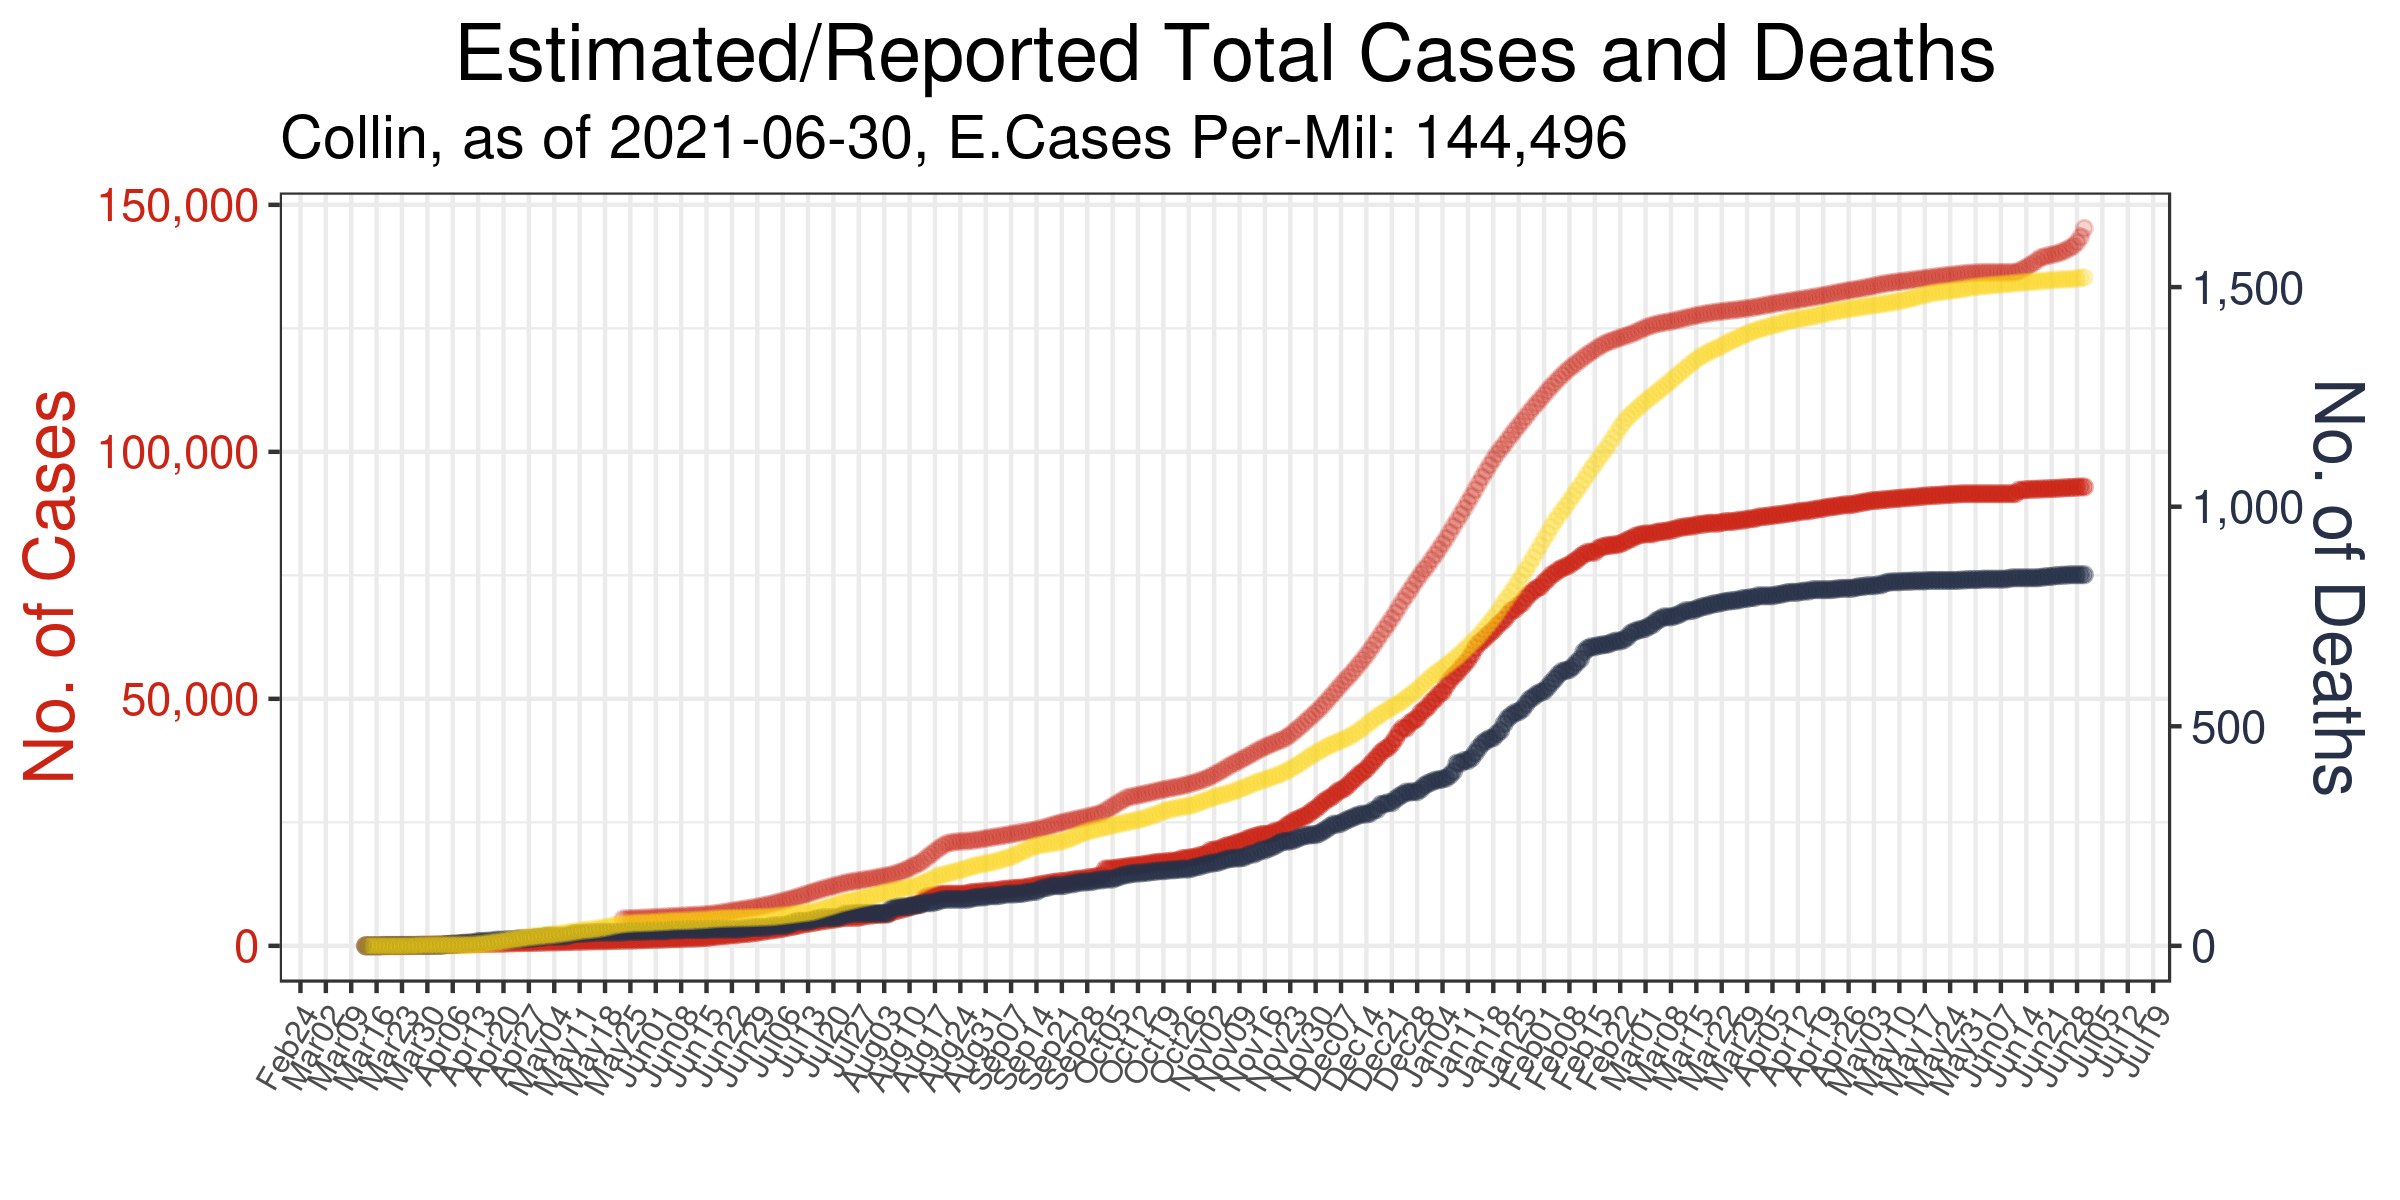 Estimated/Reported Total Cases and Deaths
Collin, as of 2021-06-30, E.Cases Per-Mil: 144,496
No. of Cases
150,000
100,000
50,000
0
1,500
1,000
500
0
No. of Deaths
Feb24 Mar02 Mar09 Mar16 Mar23 Mar30 Apr06 Apr13 Apr20 Apr27 May04 May11 May18 May25 Jun01 Jun08 Jun15 Jun22 Jun29 Jul06 Jul13 Jul20 Jul27 Aug03 Aug10 Aug17 Aug24 Aug31 Sep07 Sep14 Sep21 Sep28 Oct05 Oct12 Oct19 Oct26 Nov02 Nov09 Nov16 Nov23 Nov30 Dec07 Dec14 Dec21 Dec28 Jan04 Jan11 Jan18 Jan25 Feb01 Feb08 Feb15 Feb22 Mar01 Mar08 Mar15 Mar22 Mar29 Apr05 Apr12 Apr19 Apr26 May03 May10 May17 May24 May31 Jun07 Jun14 Jun21 Jun28 Jul05 Jul12 Jul19